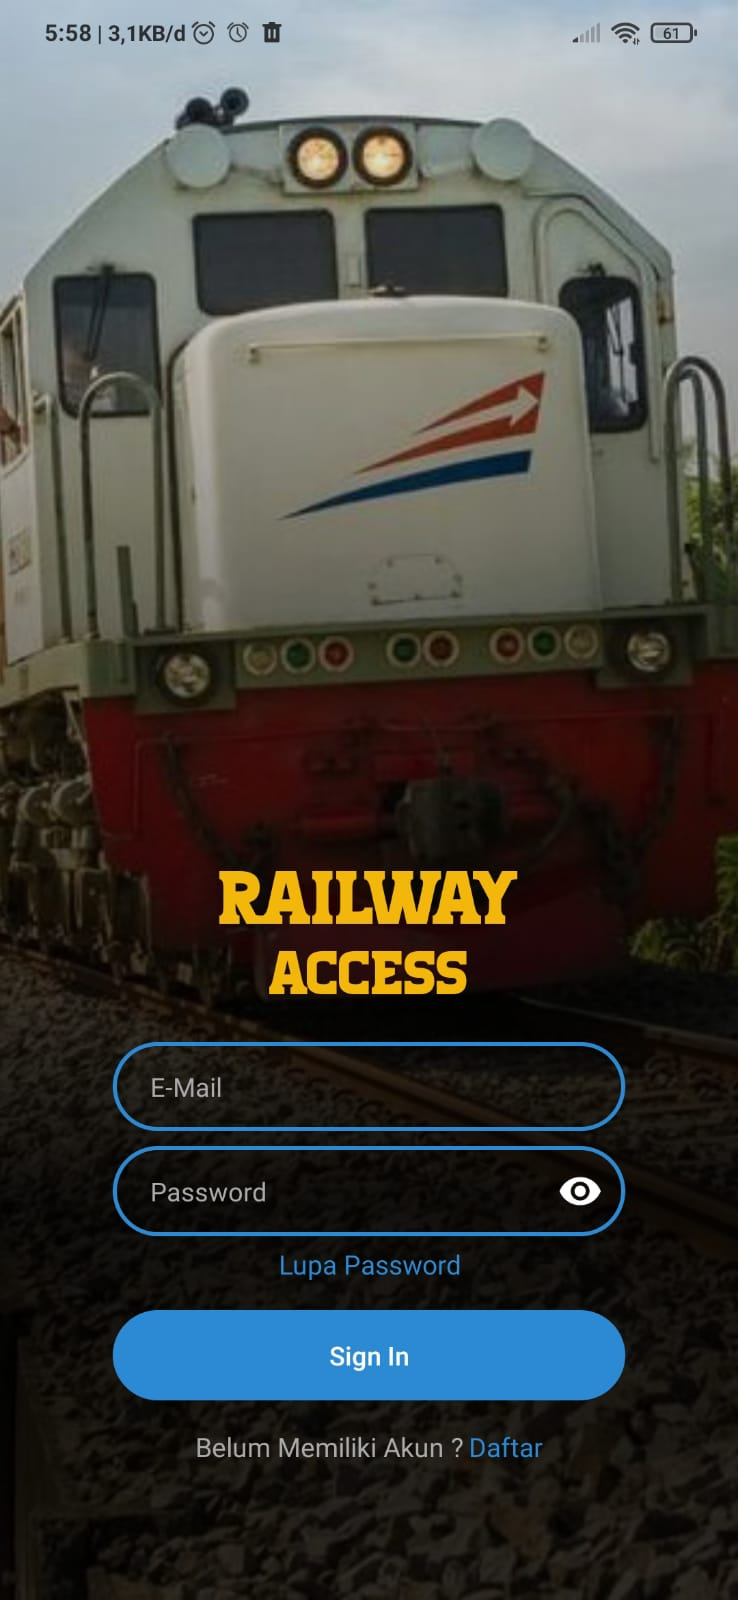 5:58 | 3,1KB/d
61
RAILWAY
ACCESS
E-Mail
Password
Lupa Password
Sign In
Belum Memiliki Akun ? Daftar